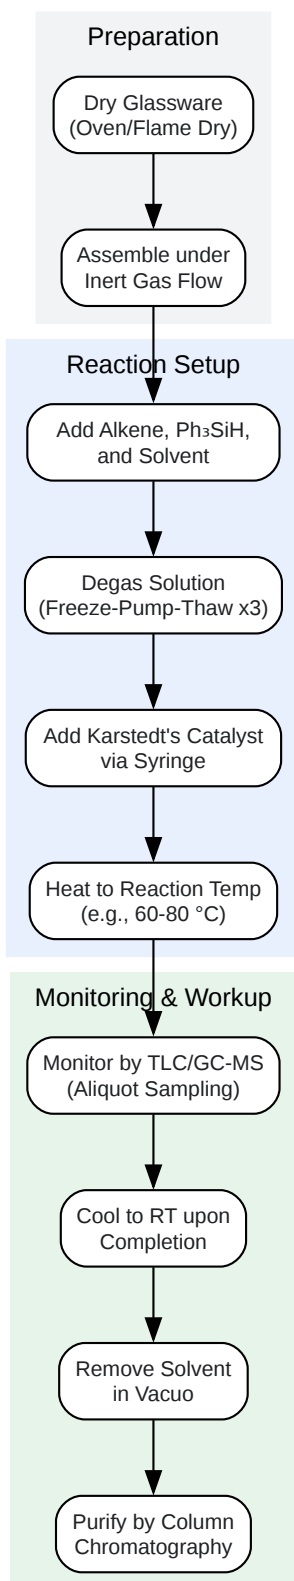 Preparation
Dry Glassware
(Oven/Flame Dry)
Assemble under
Inert Gas Flow
Reaction Setup
Add Alkene, Ph₃SiH,
and Solvent
Degas Solution
(Freeze-Pump-Thaw x3)
Add Karstedt's Catalyst
via Syringe
Heat to Reaction Temp
(e.g., 60-80 °C)
Monitoring & Workup
Monitor by TLC/GC-MS
(Aliquot Sampling)
Cool to RT upon
Completion
Remove Solvent
in Vacuo
Purify by Column
Chromatography